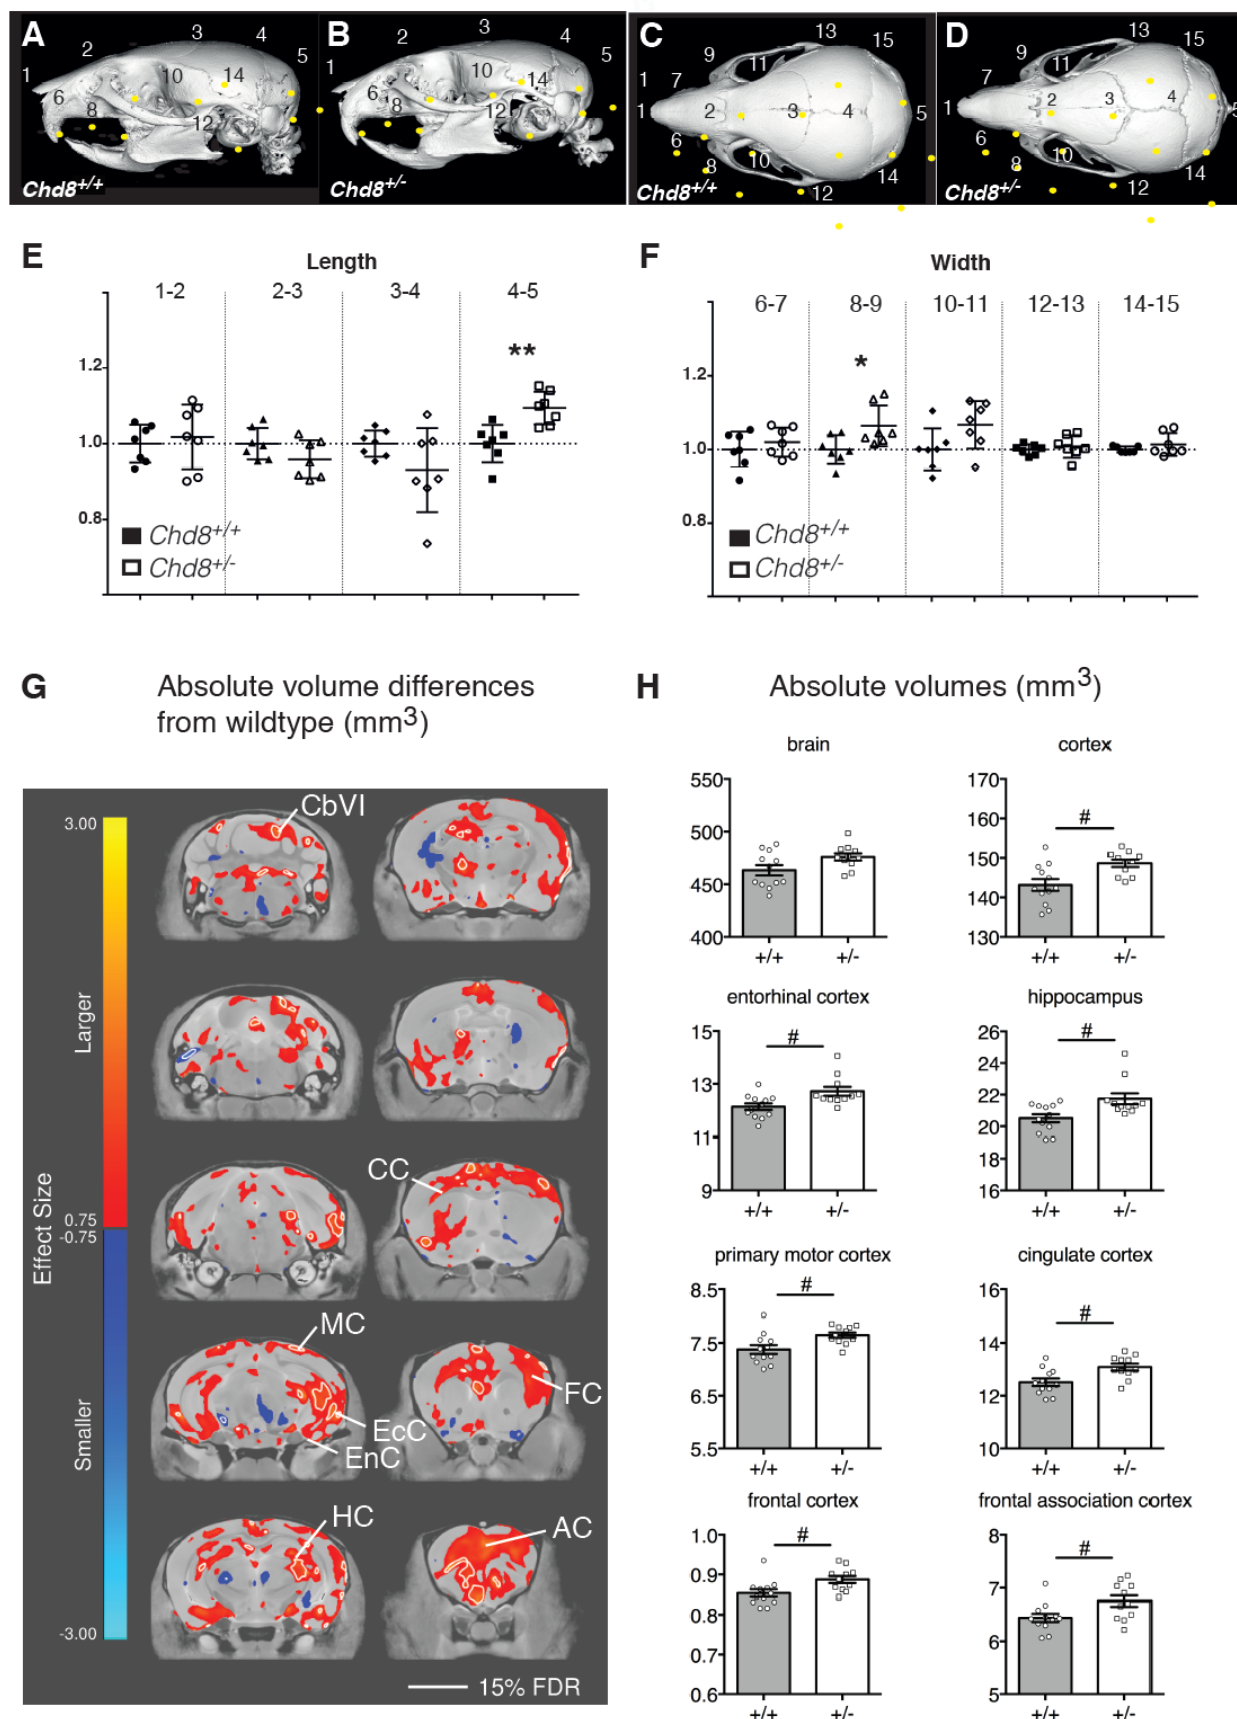 A
1
2
3
4
5
6
8
10
12
14
Chd8+/+
B
1
2
3
4
5
6
8
10
12
14
Chd8+/-
C
1
7
9
11
13
15
2
3
4
5
6
8
10
12
14
Chd8+/+
D
1
7
9
11
13
15
2
3
4
5
6
8
10
12
14
Chd8+/-
E
Length
1-2 2-3 3-4 4-5
**
1.2
1.0
0.8
Chd8+/+
Chd8+/-
F
Width
6-7 8-9 10-11 12-13 14-15
*
1.2
1.0
0.8
Chd8+/+
Chd8+/-
G
Absolute volume differences
from wildtype (mm3)
3.00
Larger
0.75
-0.75
Effect Size
Smaller
-3.00
CbVI
CC
MC
FC
EcC
EnC
HC
AC
15% FDR
H
Absolute volumes (mm3)
brain
550
500
450
400
+/+ +/-
cortex
170
160
150
140
130
#
+/+ +/-
entorhinal cortex
15
13
11
9
#
+/+ +/-
hippocampus
26
24
22
20
18
16
#
+/+ +/-
primary motor cortex
8.5
7.5
6.5
5.5
#
+/+ +/-
cingulate cortex
16
14
12
10
#
+/+ +/-
frontal cortex
1.0
0.9
0.8
0.7
0.6
#
+/+ +/-
frontal association cortex
8
7
6
5
#
+/+ +/-